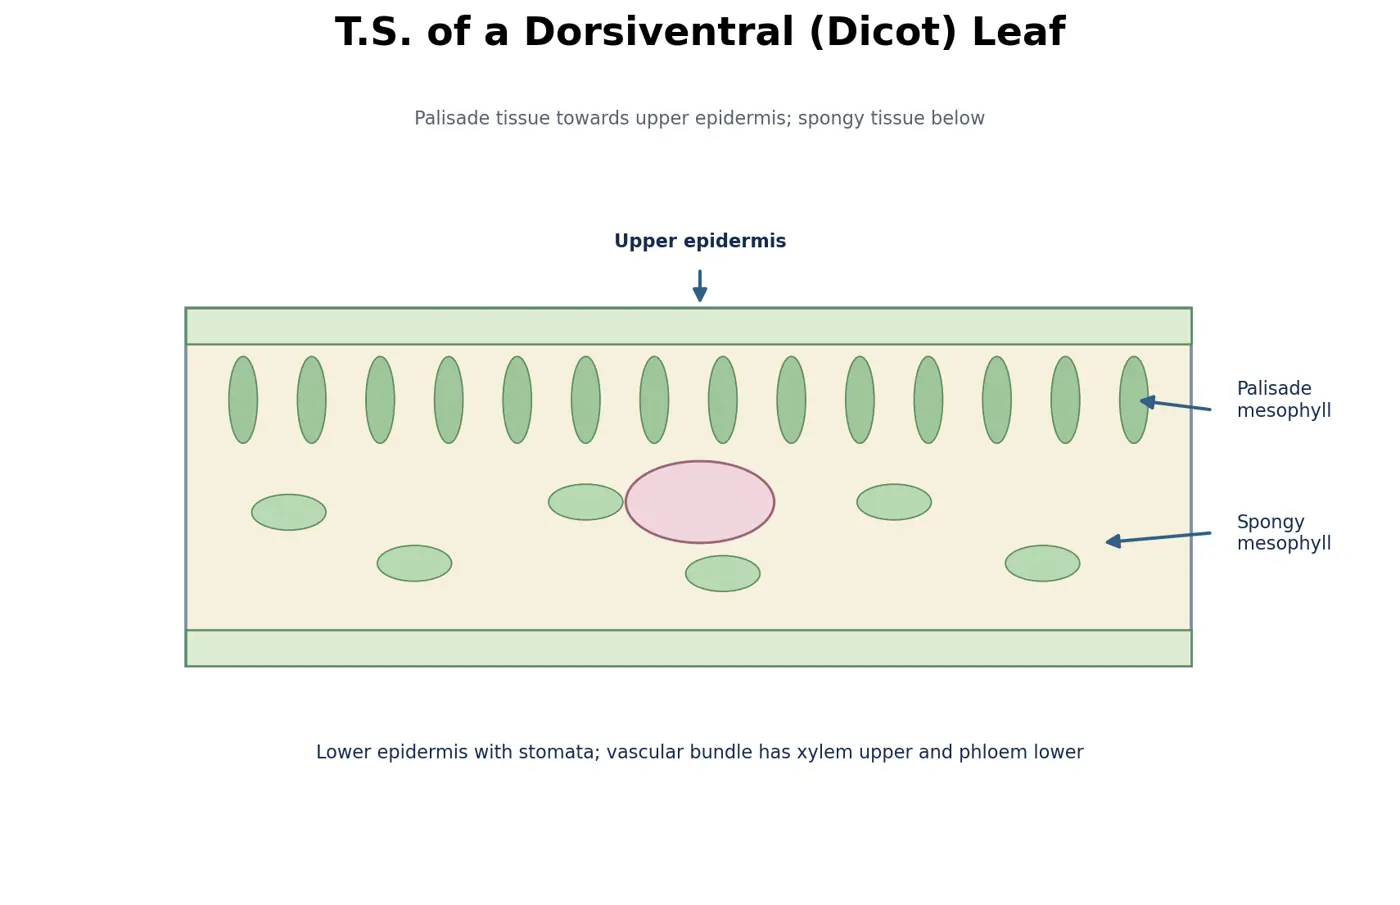 T.S. of a Dorsiventral (Dicot) Leaf
Palisade tissue towards upper epidermis; spongy tissue below
Upper epidermis
Palisade
mesophyll
Spongy
mesophyll
Lower epidermis with stomata; vascular bundle has xylem upper and phloem lower